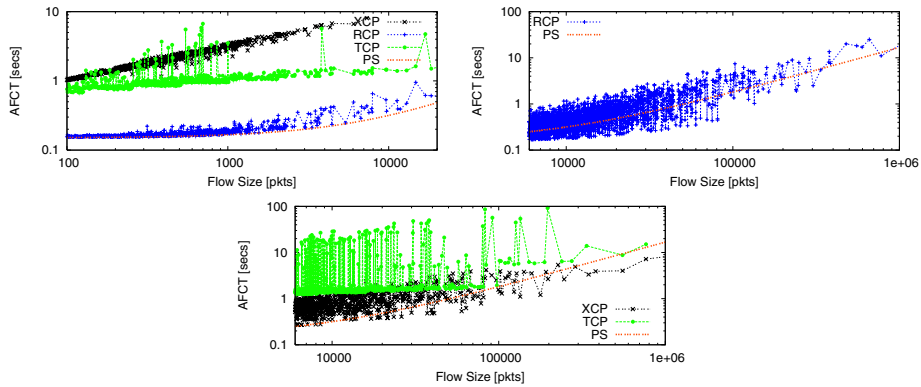 10
1
0.1
100
1000
10000
AFCT [secs]
Flow Size [pkts]
XCP
RCP
TCP
PS
100
10
1
0.1
10000
100000
1e+06
AFCT [secs]
Flow Size [pkts]
RCP
PS
100
10
1
0.1
10000
100000
1e+06
AFCT [secs]
Flow Size [pkts]
XCP
TCP
PS